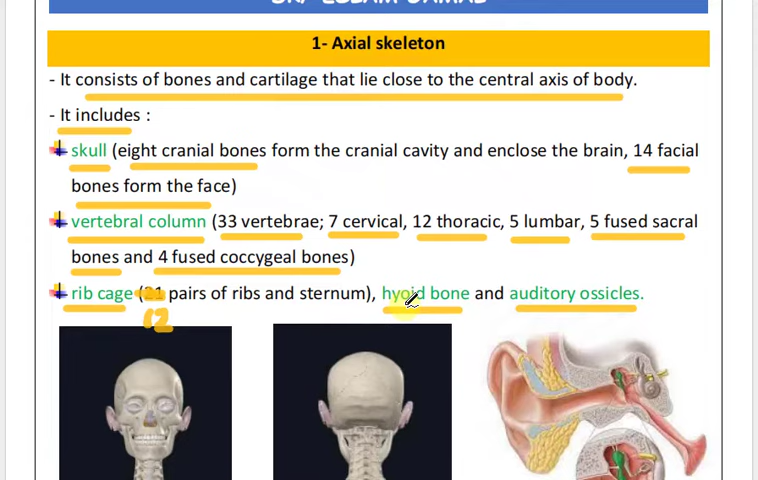 1- Axial skeleton
- It consists of bones and cartilage that lie close to the central axis of body.
- It includes :
skull (eight cranial bones form the cranial cavity and enclose the brain, 14 facial
bones form the face)
vertebral column (33 vertebrae; 7 cervical, 12 thoracic, 5 lumbar, 5 fused sacral
bones and 4 fused coccygeal bones)
rib cage (21 pairs of ribs and sternum), hyoid bone and auditory ossicles.
12